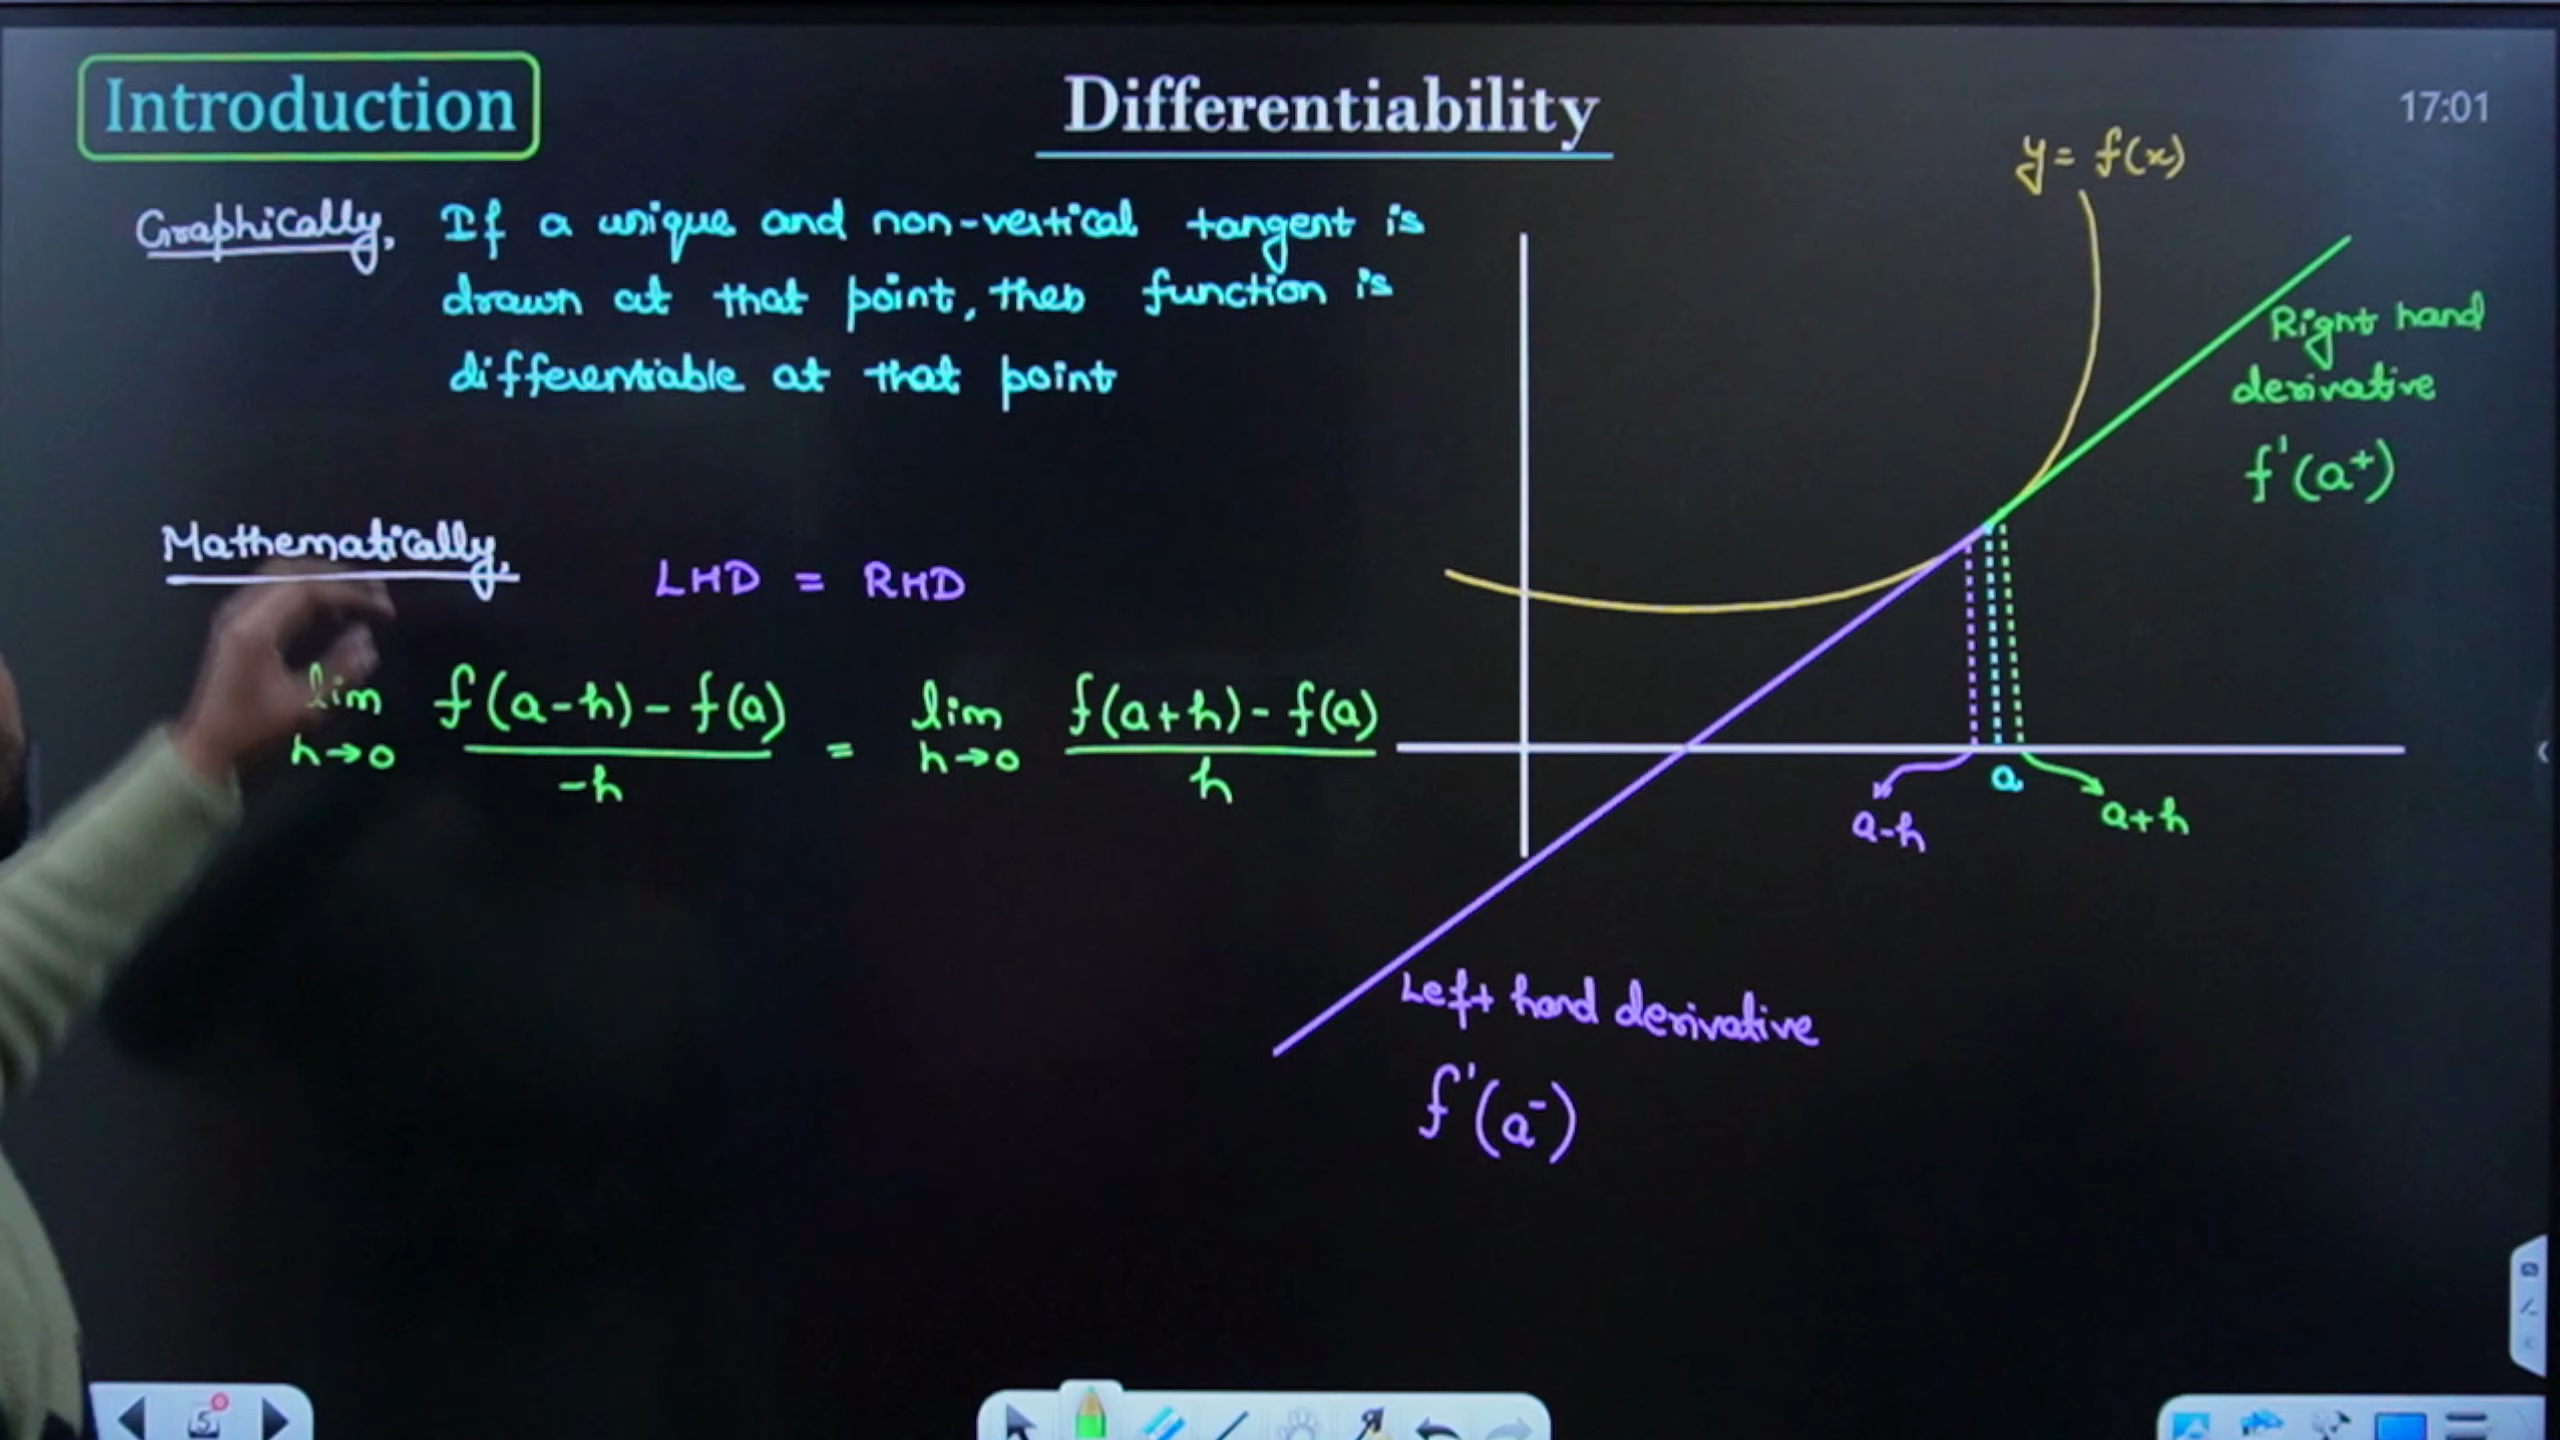 Introduction
Differentiability
17:01
Graphically, If a unique and non-vertical tangent is
drawn at that point, then function is
differentiable at that point
Mathematically,
LHD = RHD
lim h→0 f(a-h) - f(a) / -h = lim h→0 f(a+h) - f(a) / h
y = f(x)
Right hand
derivative
f'(a⁺)
a-h
a
a+h
Left hand derivative
f'(a⁻)
5